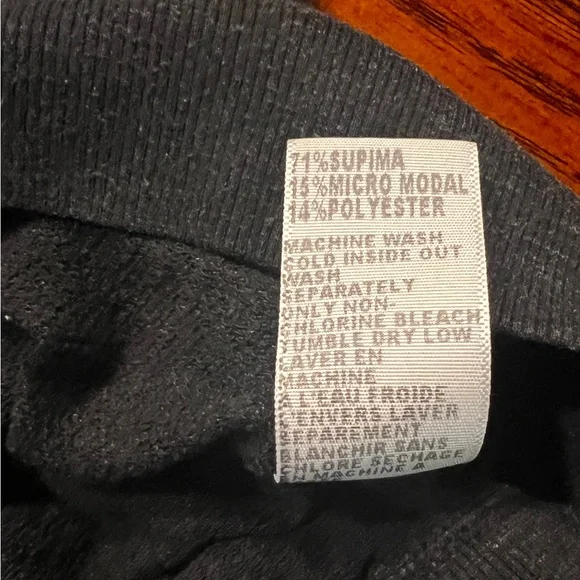 71%SUPIMA
15%MICRO MODAL
14%POLYESTER
MACHINE WASH
SOLD INSIDE OUT
WASH
SEPARATELY
ONLY NON-
CHLORINE BLEACH
TUMBLE DRY LOW
LAVER EN
MACHINE
A L'EAU FROIDE
L'ENVERS LAVER
SEPAREMENT
BLANCHIR SANS
CHLORE SECHAGE
EN MACHINE A